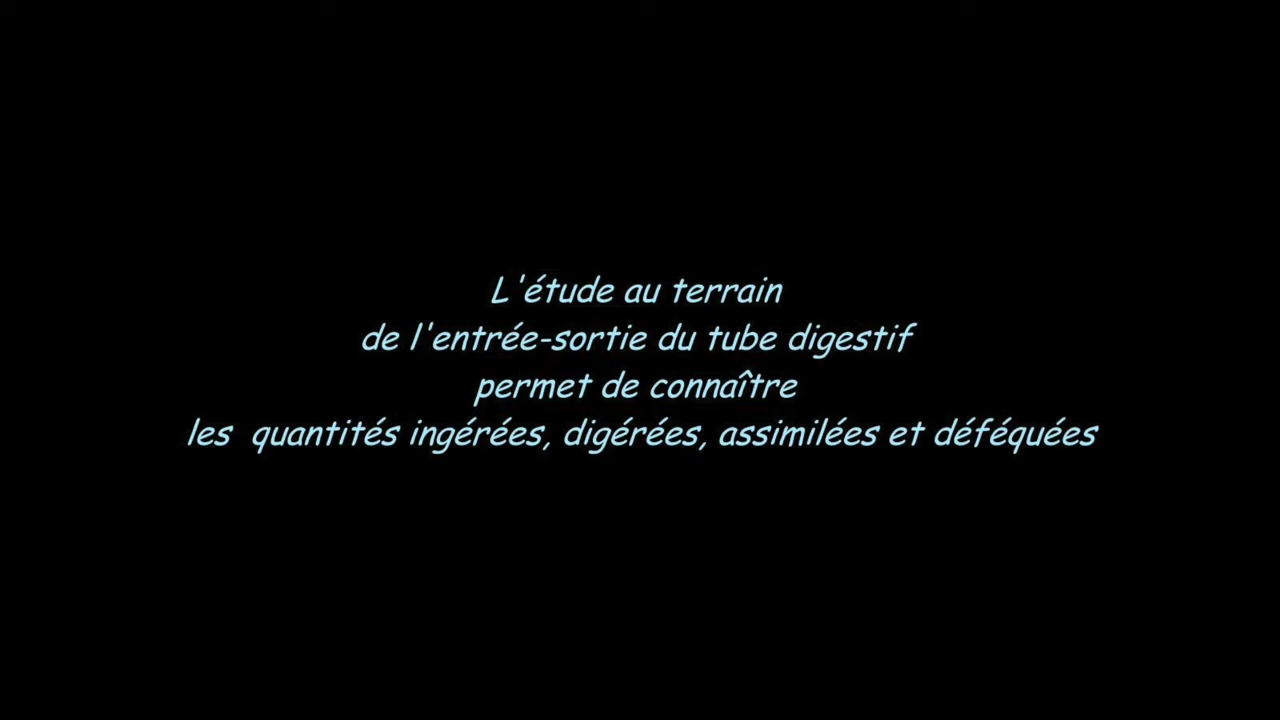 L'étude au terrain
de l'entrée-sortie du tube digestif
permet de connaître
les quantités ingérées, digérées, assimilées et déféquées